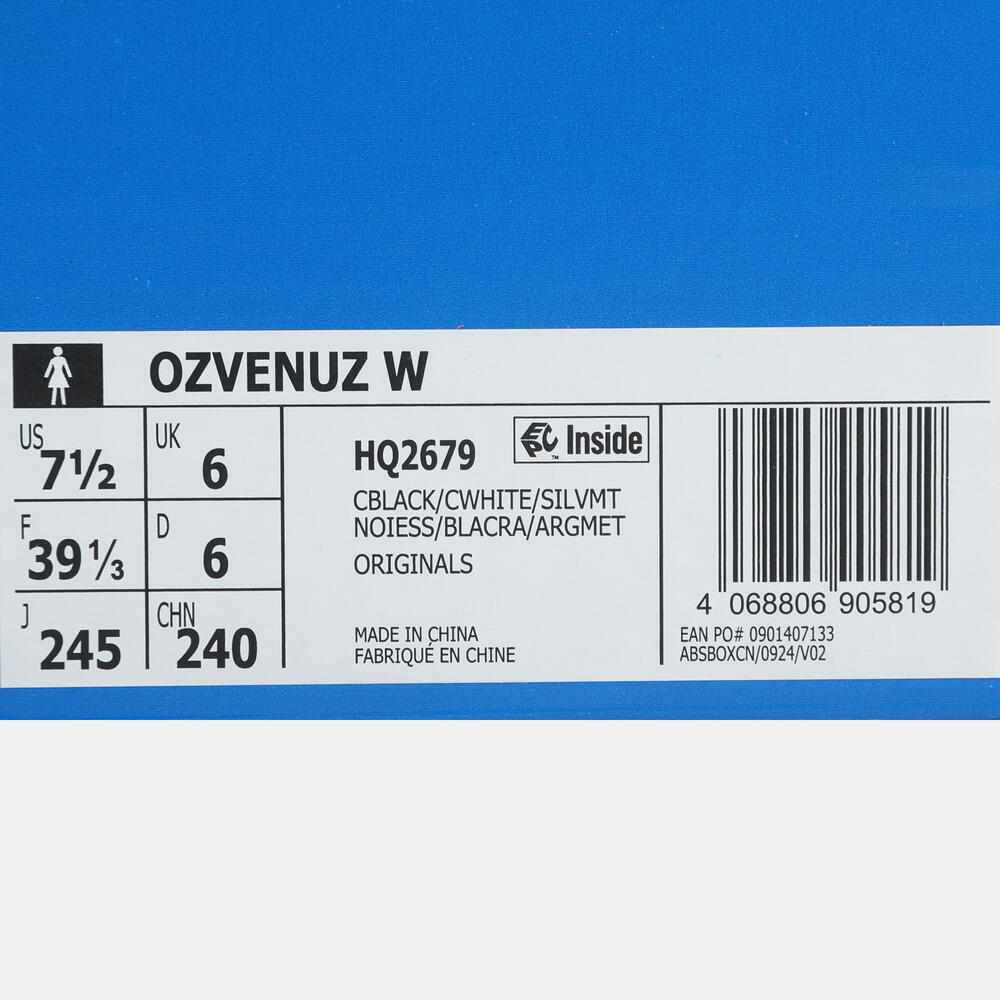 OZVENUZ W
US 7½
UK 6
F 39⅓
D 6
J 245
CHN 240
HQ2679
EPC™ Inside
CBLACK/CWHITE/SILVMT
NOIESS/BLACRA/ARGMET
ORIGINALS
MADE IN CHINA
FABRIQUÉ EN CHINE
4 068806 905819
EAN PO# 0901407133
ABSBOXCN/0924/V02